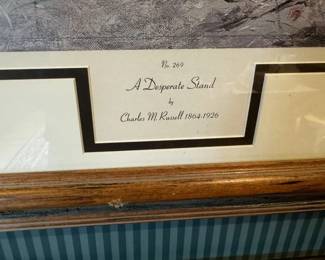 No. 269
A Desperate Stand
by
Charles M. Russell 1864-1926